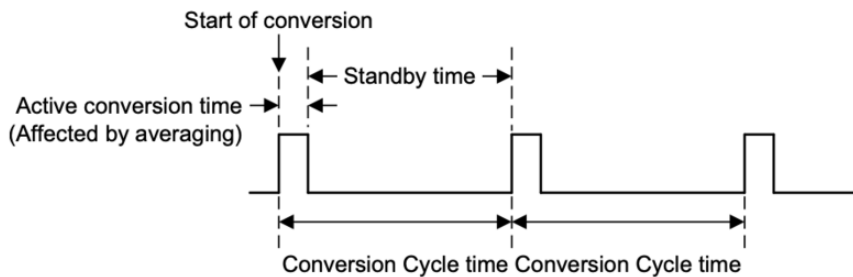 Start of conversion
Standby time
Active conversion time
(Affected by averaging)
Conversion Cycle time Conversion Cycle time